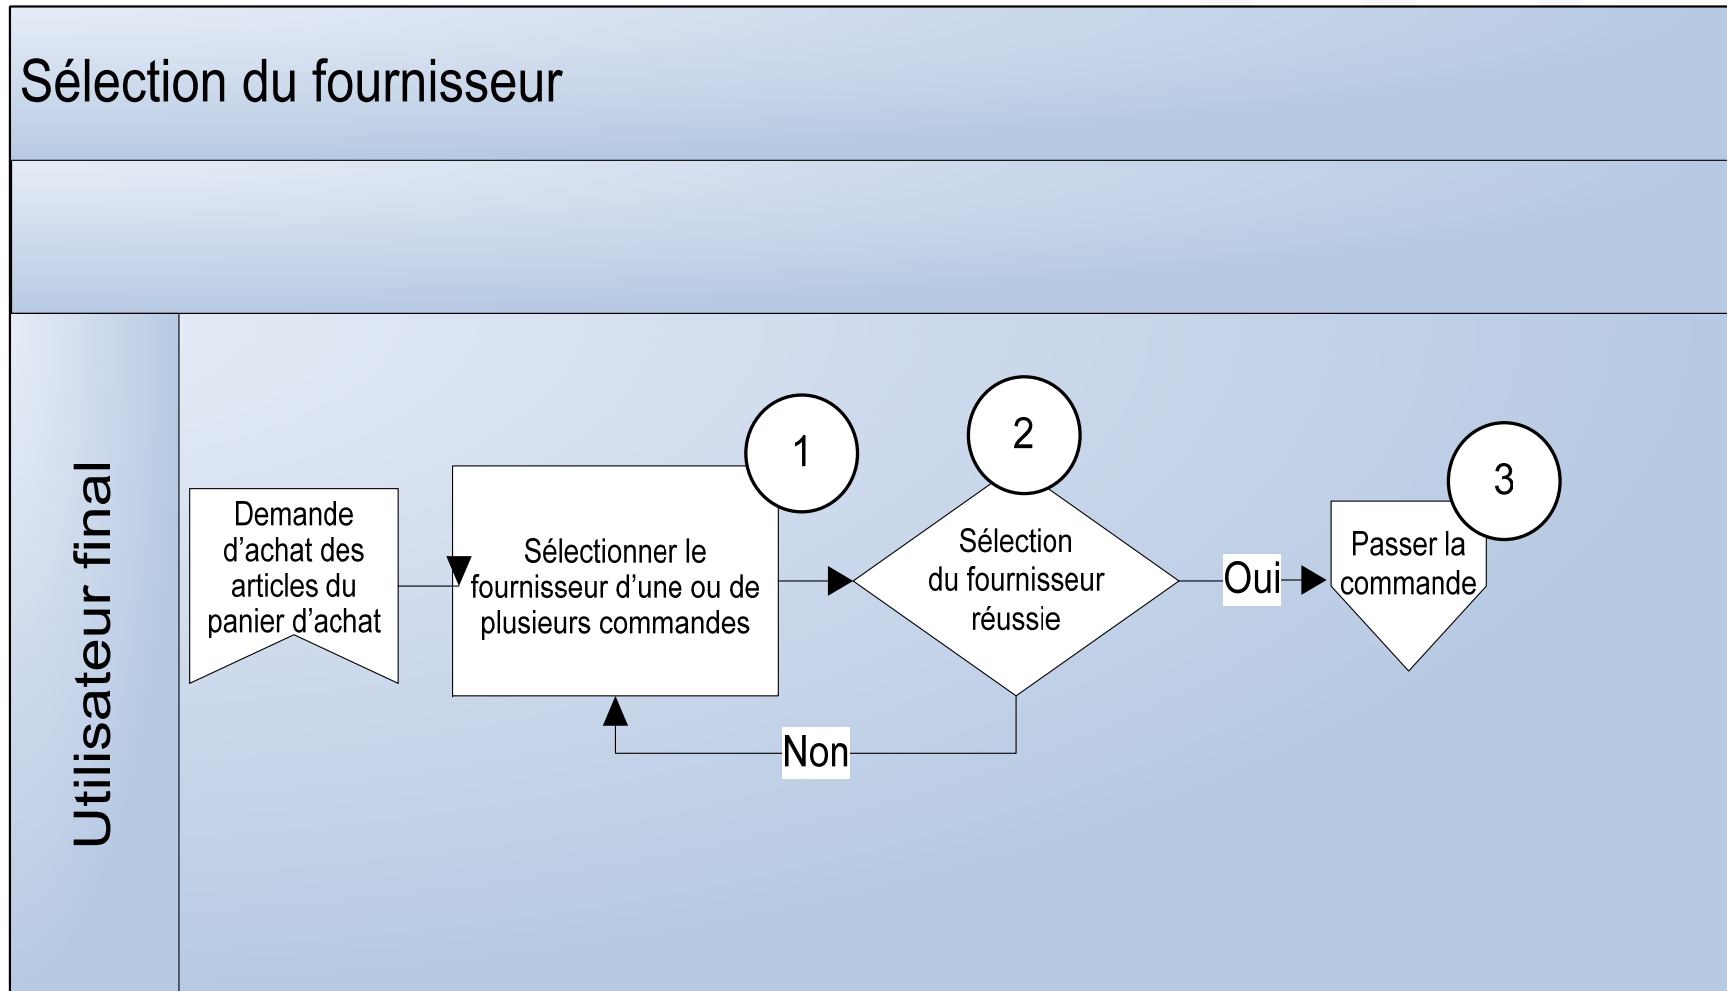 Sélection du fournisseur
Utilisateur final
Demande
d’achat des
articles du
panier d’achat
1
Sélectionner le
fournisseur d’une ou de
plusieurs commandes
2
Sélection
du fournisseur
réussie
Oui
3
Passer la
commande
Non